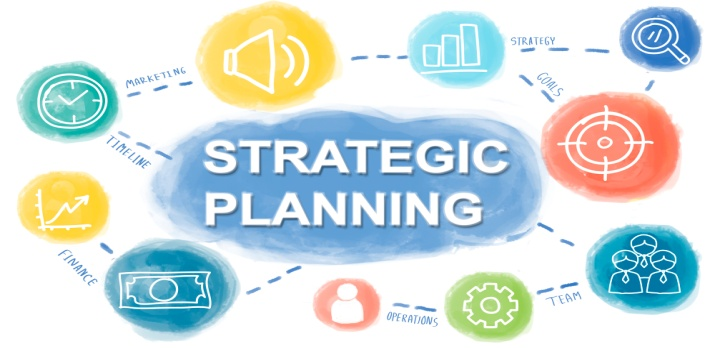 MARKETING
STRATEGY
GOALS
TIMELINE
STRATEGIC
PLANNING
FINANCE
OPERATIONS
TEAM